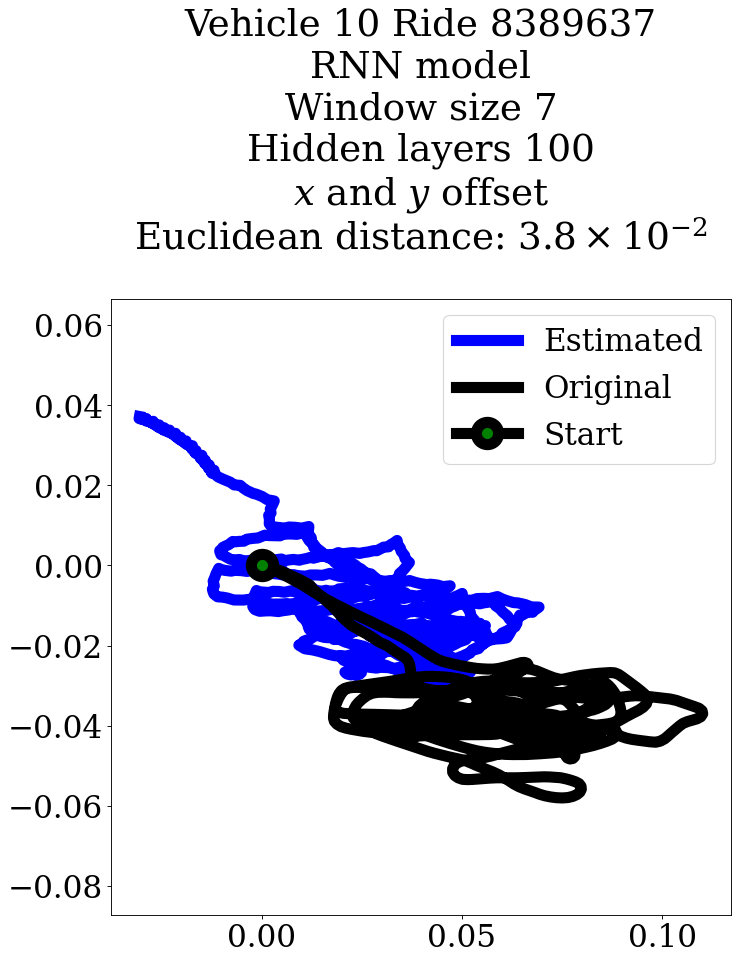 Vehicle 10 Ride 8389637
RNN model
Window size 7
Hidden layers 100
x and y offset
Euclidean distance: 3.8 × 10⁻²
Estimated
Original
Start
0.06
0.04
0.02
0.00
−0.02
−0.04
−0.06
−0.08
0.00 0.05 0.10